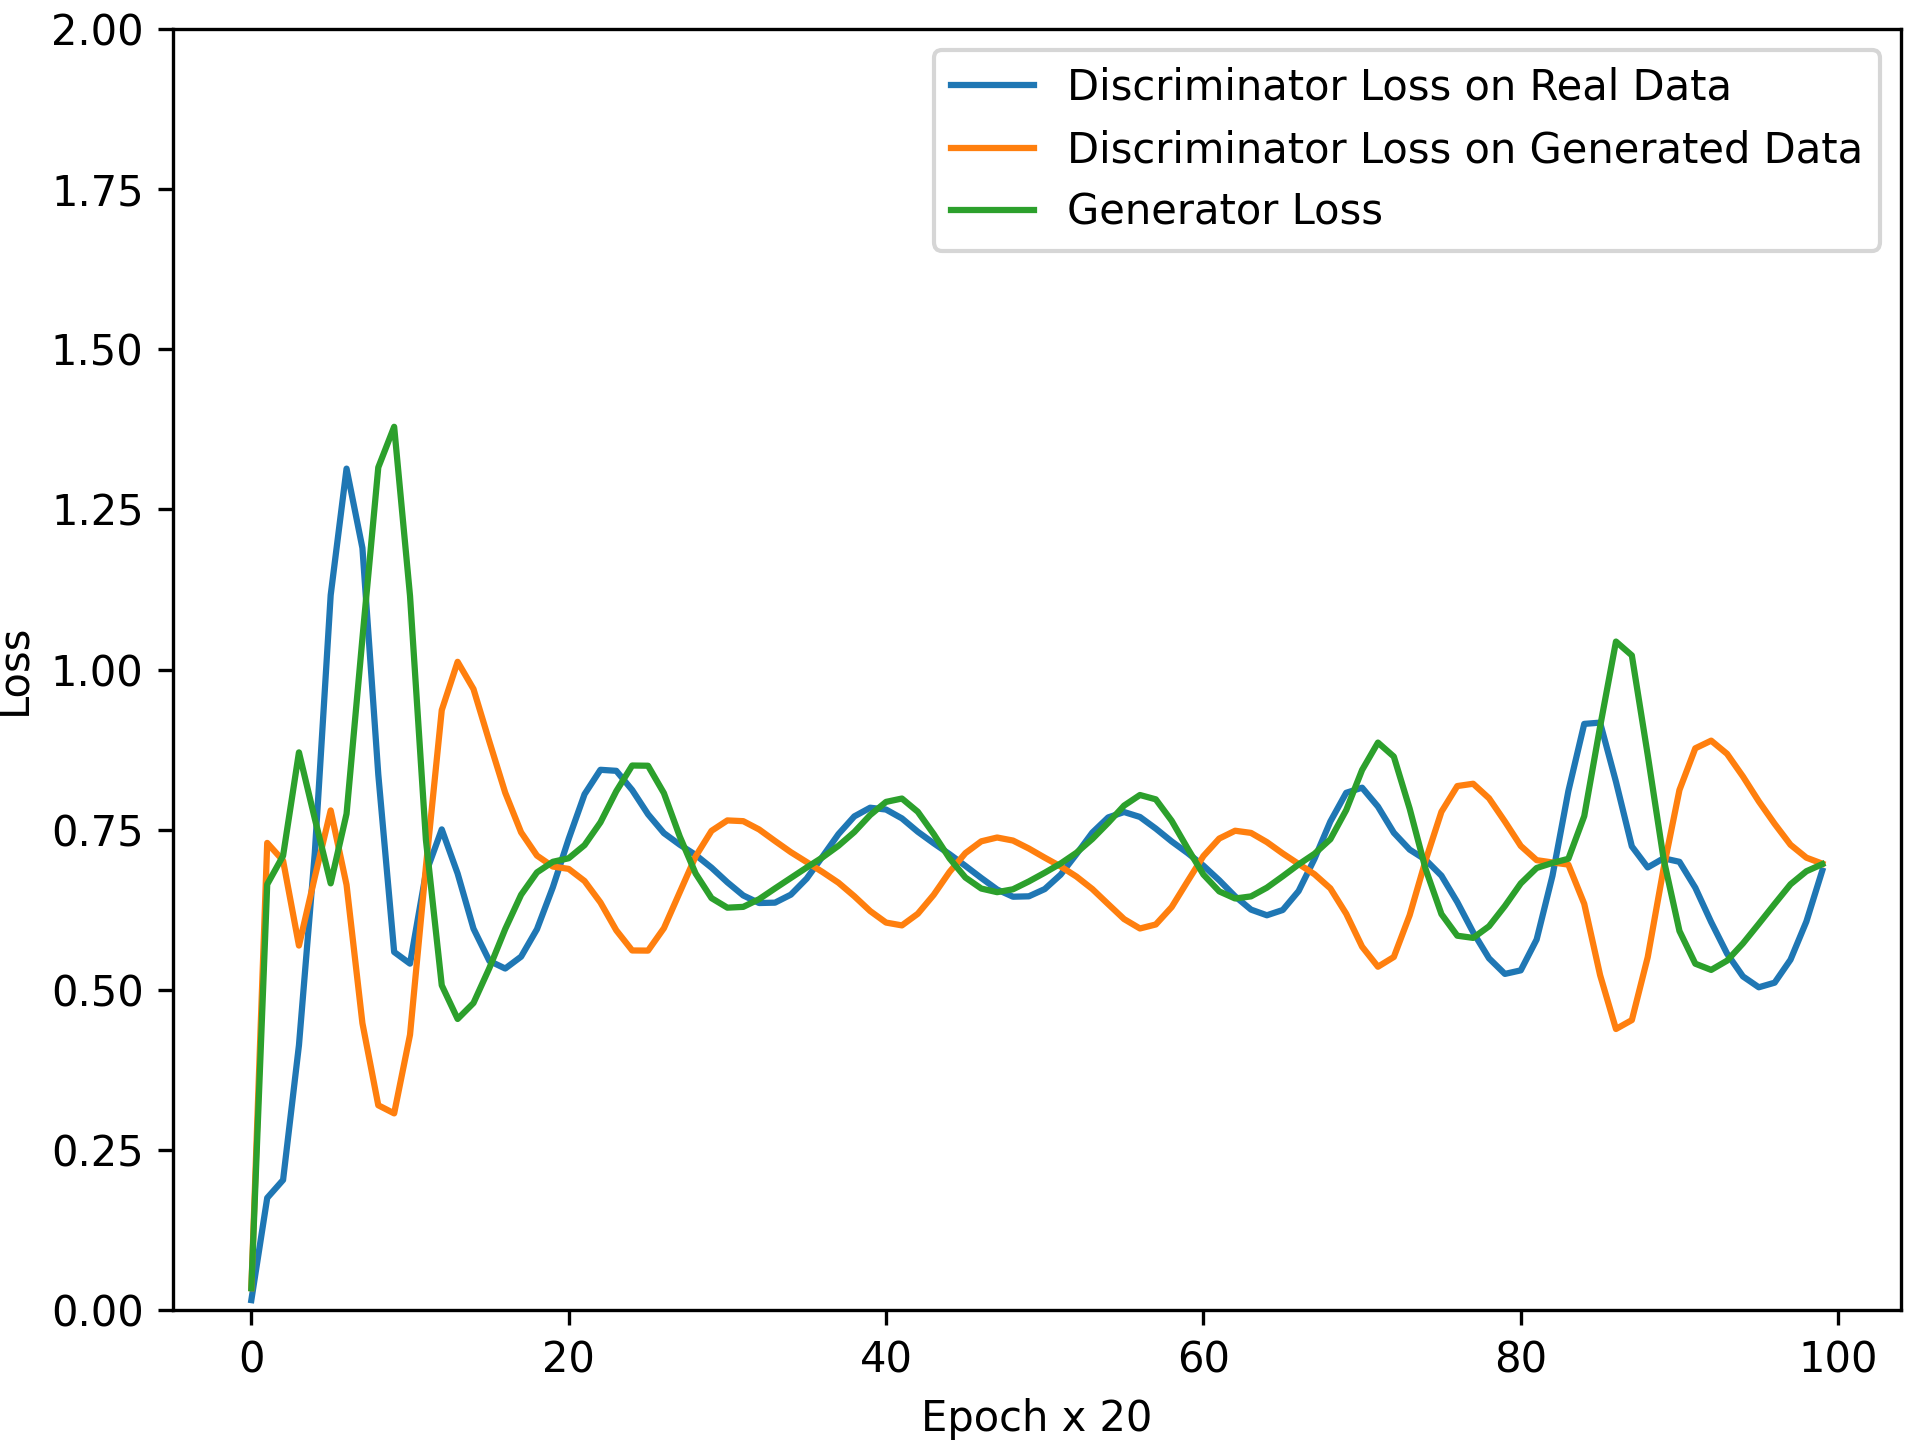 2.00
1.75
1.50
1.25
1.00
0.75
0.50
0.25
0.00
Loss
Discriminator Loss on Real Data
Discriminator Loss on Generated Data
Generator Loss
0 20 40 60 80 100
Epoch x 20